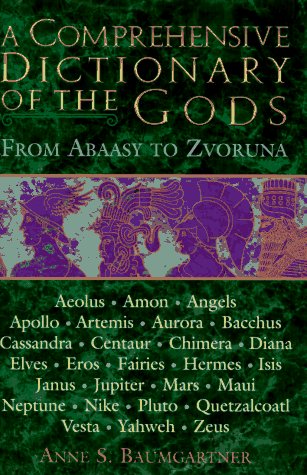 A COMPREHENSIVE
DICTIONARY
OF THE GODS
FROM ABAASY TO ZVORUNA
Aeolus • Amon • Angels
Apollo • Artemis • Aurora • Bacchus
Cassandra • Centaur • Chimera • Diana
Elves • Eros • Fairies • Hermes • Isis
Janus • Jupiter • Mars • Maui
Neptune • Nike • Pluto • Quetzalcoatl
Vesta • Yahweh • Zeus
ANNE S. BAUMGARTNER